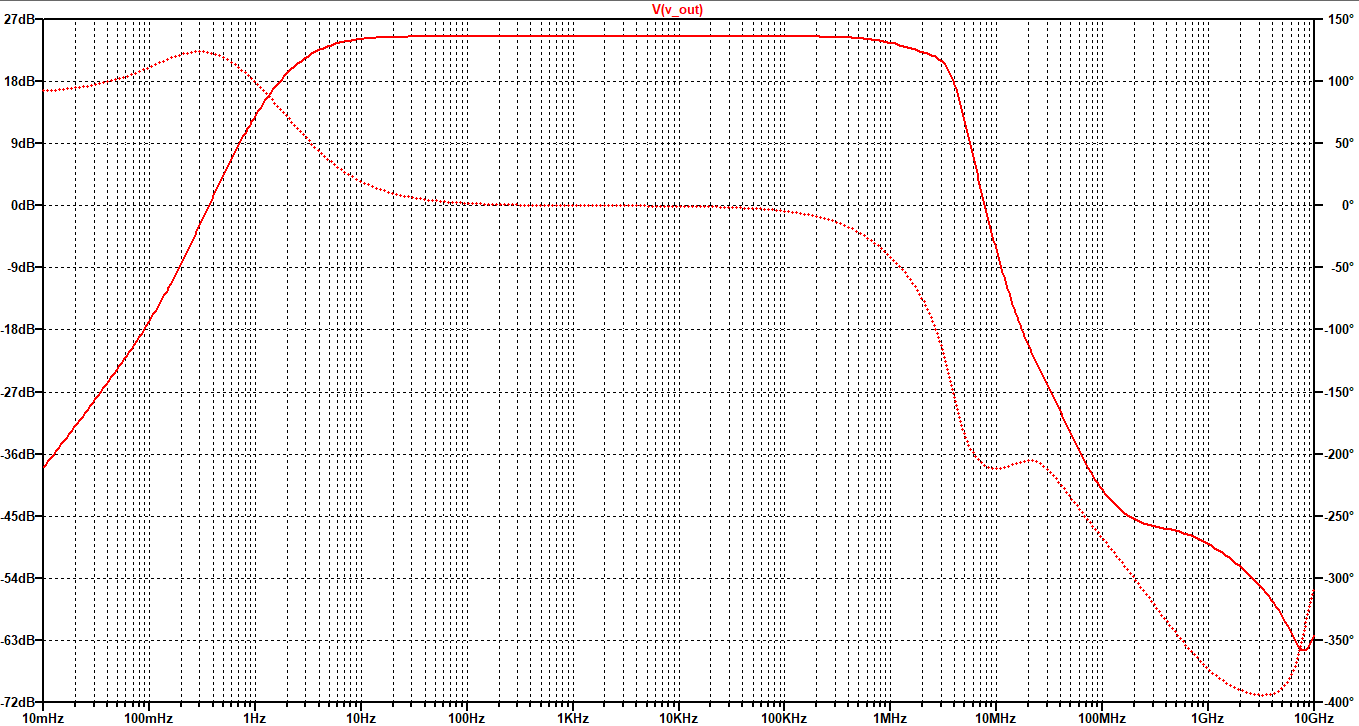 V(v_out)
27dB
18dB
9dB
0dB
-9dB
-18dB
-27dB
-36dB
-45dB
-54dB
-63dB
-72dB
150°
100°
50°
0°
-50°
-100°
-150°
-200°
-250°
-300°
-350°
-400°
10mHz 100mHz 1Hz 10Hz 100Hz 1KHz 10KHz 100KHz 1MHz 10MHz 100MHz 1GHz 10GHz